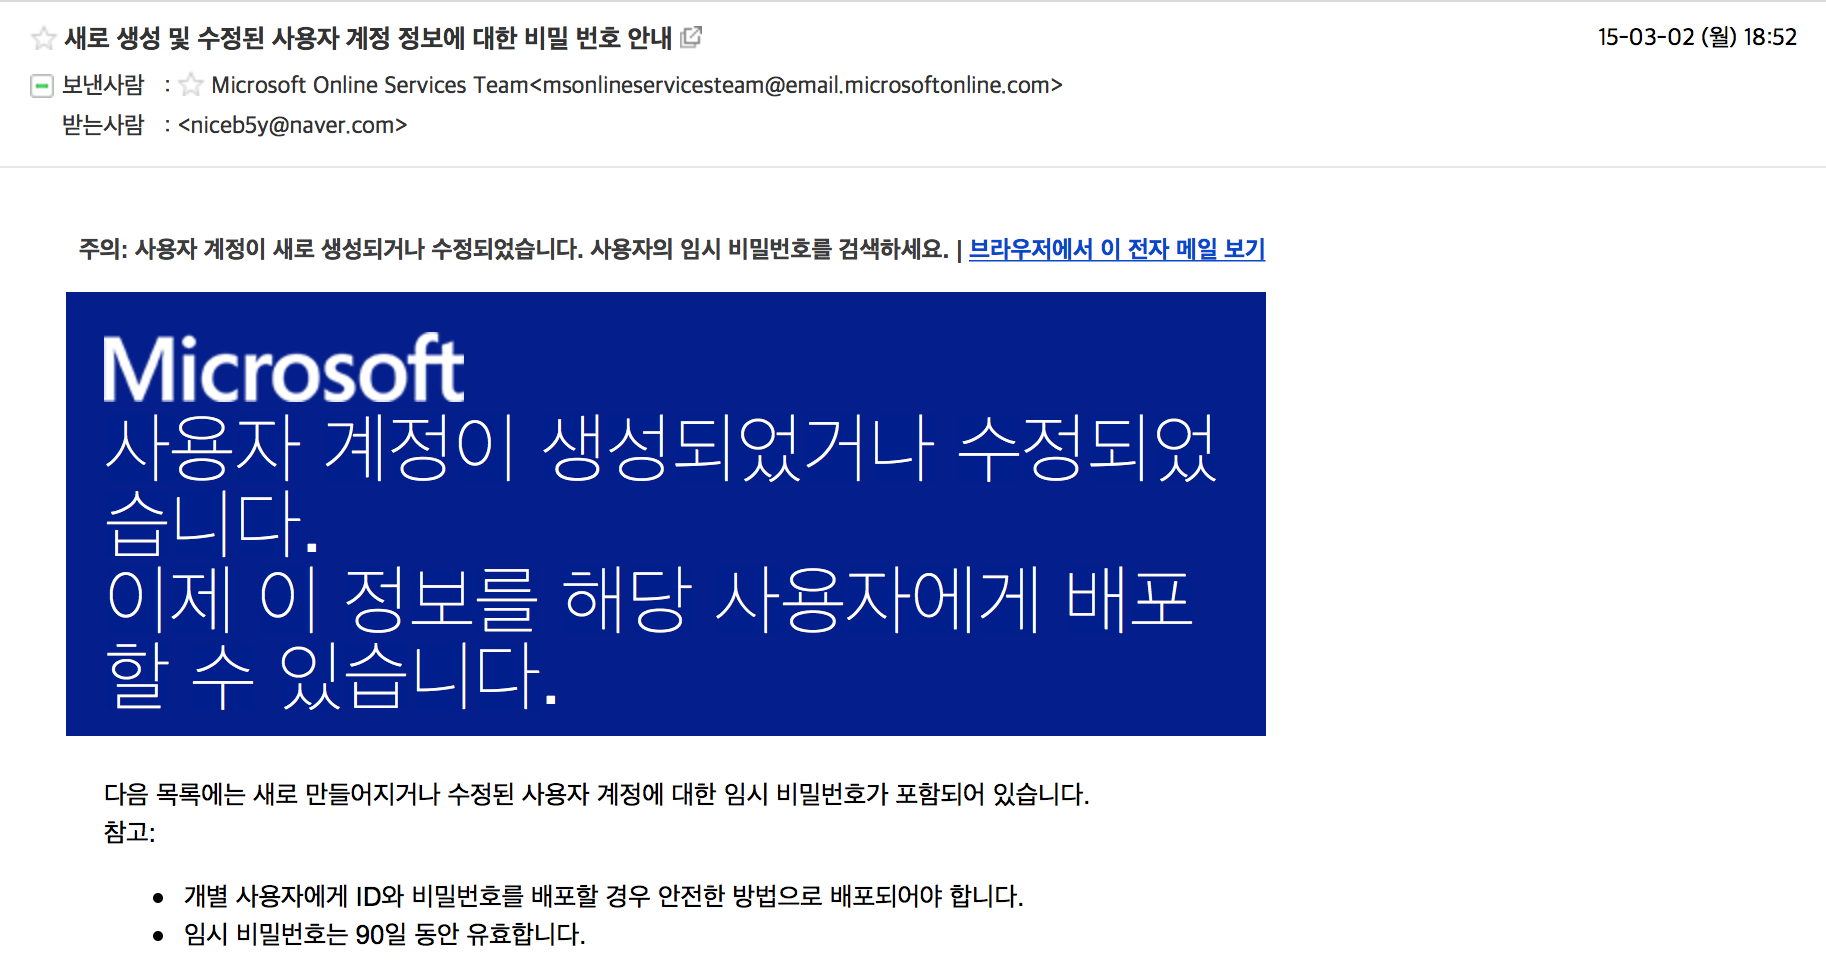 새로 생성 및 수정된 사용자 계정 정보에 대한 비밀 번호 안내
15-03-02 (월) 18:52
보낸사람 : Microsoft Online Services Team<msonlineservicesteam@email.microsoftonline.com>
받는사람 : <niceb5y@naver.com>
주의: 사용자 계정이 새로 생성되거나 수정되었습니다. 사용자의 임시 비밀번호를 검색하세요. | 브라우저에서 이 전자 메일 보기
Microsoft
사용자 계정이 생성되었거나 수정되었
습니다.
이제 이 정보를 해당 사용자에게 배포
할 수 있습니다.
다음 목록에는 새로 만들어지거나 수정된 사용자 계정에 대한 임시 비밀번호가 포함되어 있습니다.
참고:
• 개별 사용자에게 ID와 비밀번호를 배포할 경우 안전한 방법으로 배포되어야 합니다.
• 임시 비밀번호는 90일 동안 유효합니다.